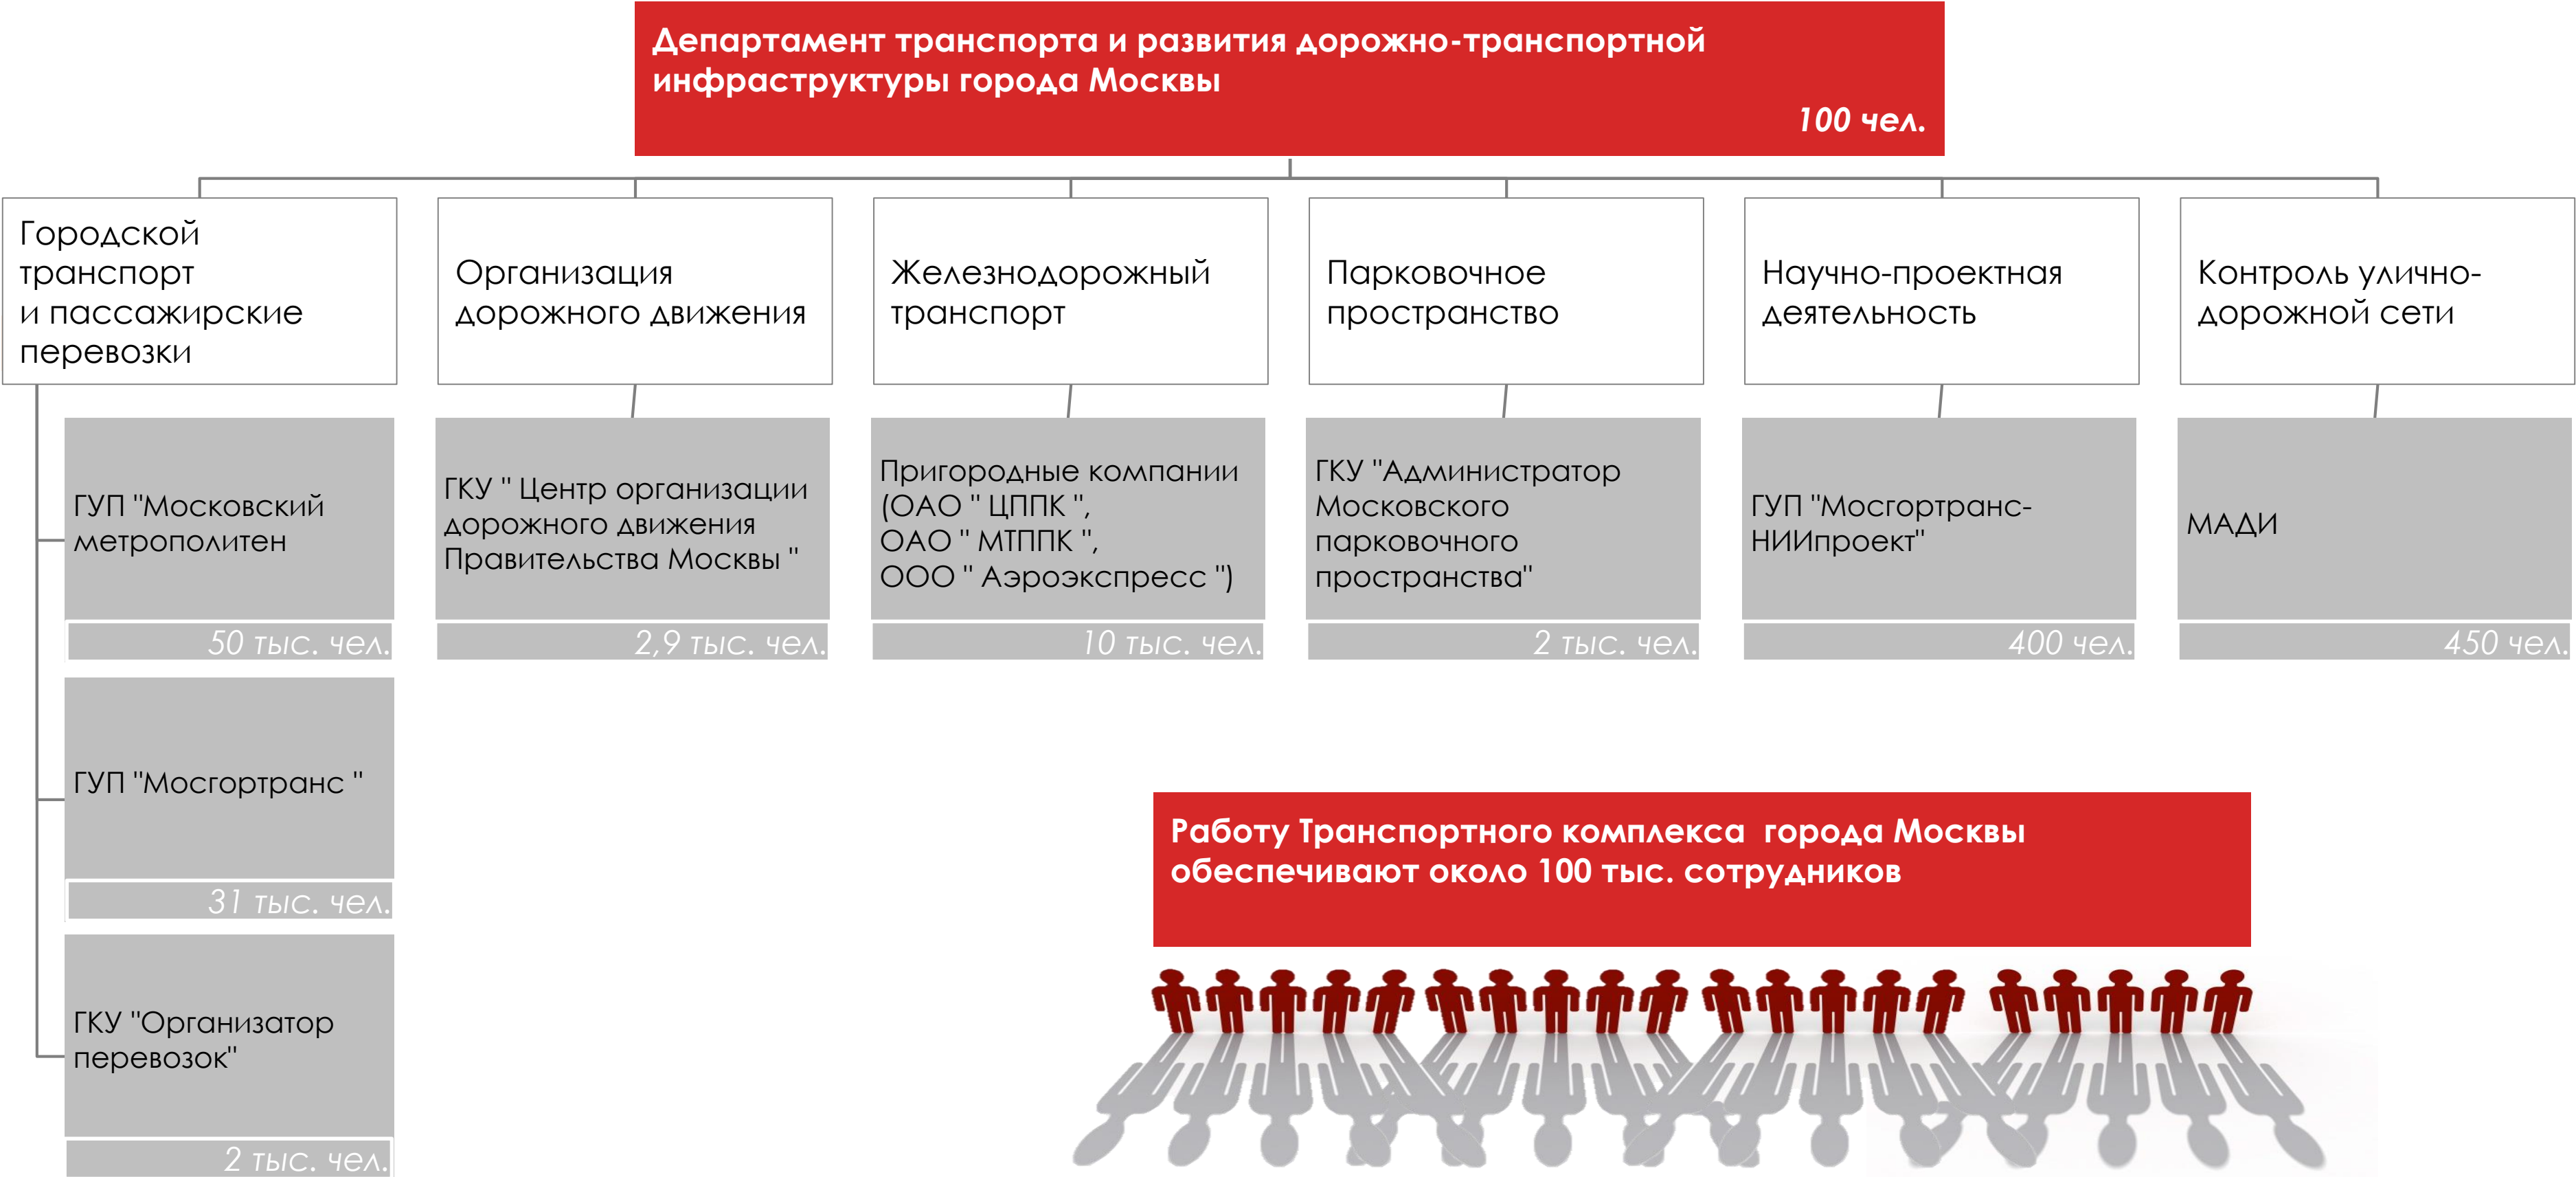 Департамент транспорта и развития дорожно-транспортной
инфраструктуры города Москвы
100 чел.
Городской
транспорт
и пассажирские
перевозки
Организация
дорожного движения
Железнодорожный
транспорт
Парковочное
пространство
Научно-проектная
деятельность
Контроль улично-
дорожной сети
ГУП "Московский
метрополитен
50 тыс. чел.
ГКУ " Центр организации
дорожного движения
Правительства Москвы "
2,9 тыс. чел.
Пригородные компании
(ОАО " ЦППК ",
ОАО " МТППК ",
ООО " Аэроэкспресс ")
10 тыс. чел.
ГКУ "Администратор
Московского
парковочного
пространства"
2 тыс. чел.
ГУП "Мосгортранс-
НИИпроект"
400 чел.
МАДИ
450 чел.
ГУП "Мосгортранс "
31 тыс. чел.
ГКУ "Организатор
перевозок"
2 тыс. чел.
Работу Транспортного комплекса  города Москвы
обеспечивают около 100 тыс. сотрудников